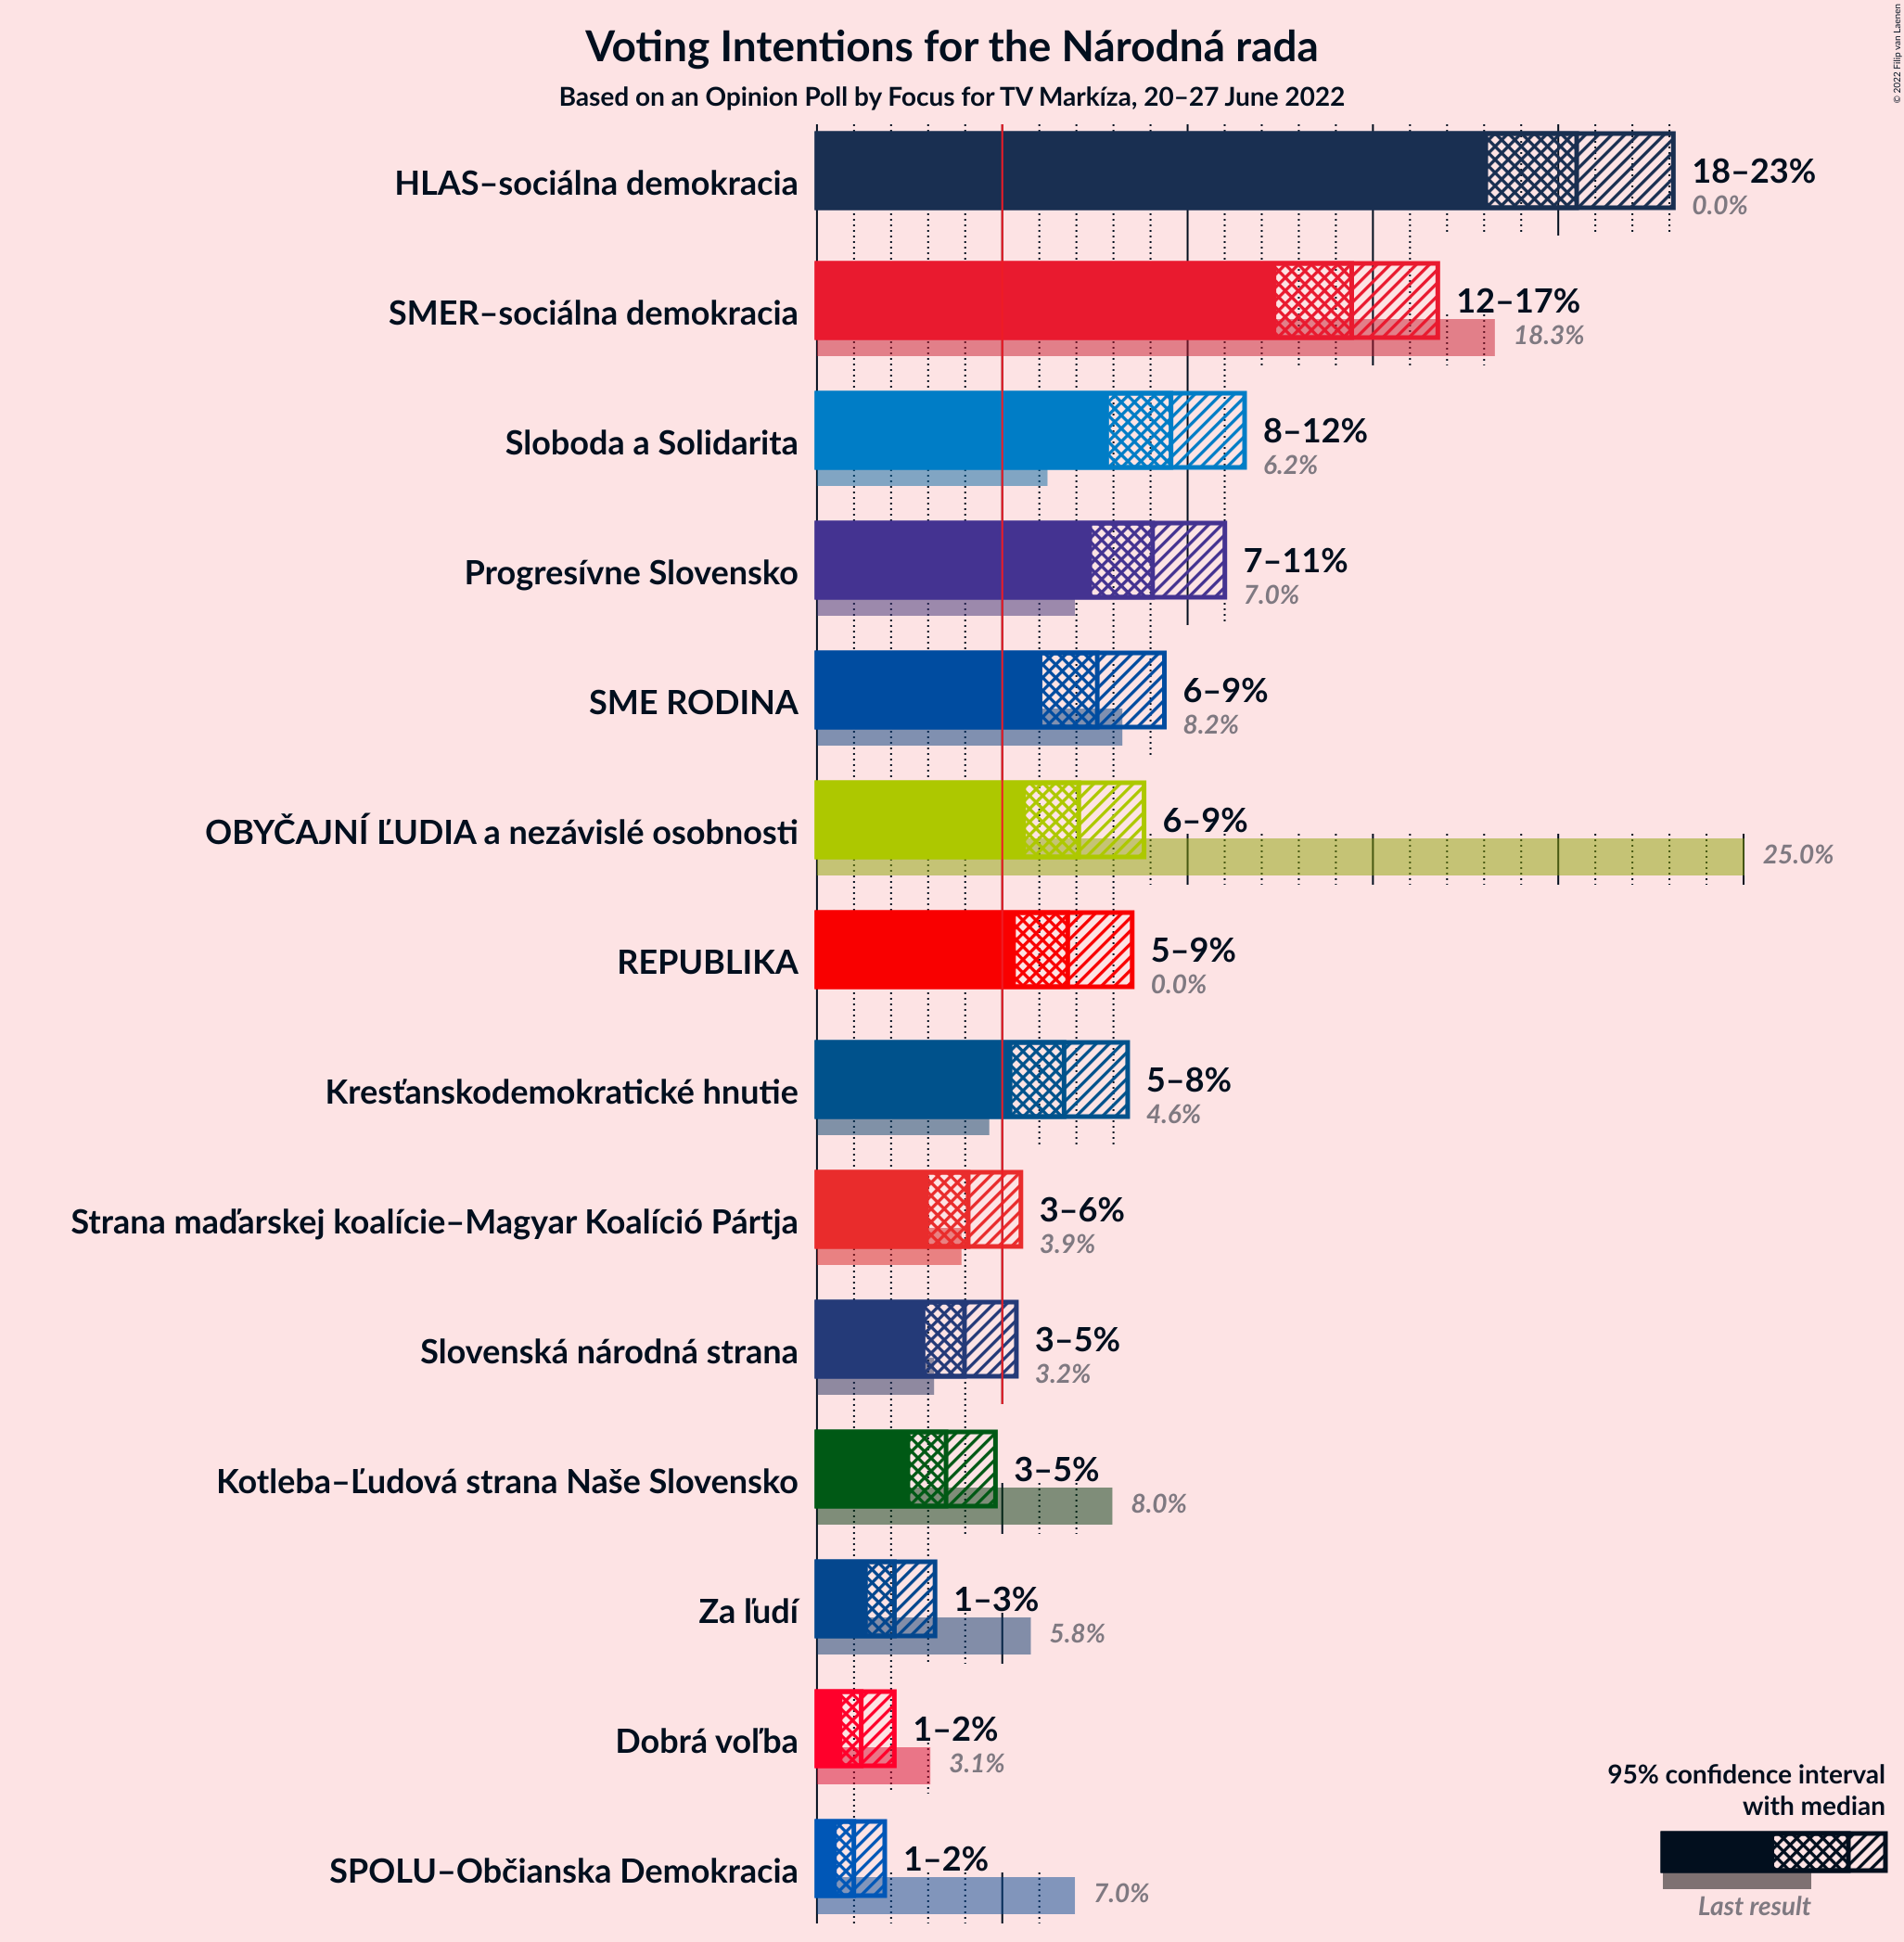 Voting Intentions for the Národná rada
Based on an Opinion Poll by Focus for TV Markíza, 20–27 June 2022
© 2022 Filip van Laenen
HLAS–sociálna demokracia
18–23%
0.0%
SMER–sociálna demokracia
12–17%
18.3%
Sloboda a Solidarita
8–12%
6.2%
Progresívne Slovensko
7–11%
7.0%
SME RODINA
6–9%
8.2%
OBYČAJNÍ ĽUDIA a nezávislé osobnosti
6–9%
25.0%
REPUBLIKA
5–9%
0.0%
Kresťanskodemokratické hnutie
5–8%
4.6%
Strana maďarskej koalície–Magyar Koalíció Pártja
3–6%
3.9%
Slovenská národná strana
3–5%
3.2%
Kotleba–Ľudová strana Naše Slovensko
3–5%
8.0%
Za ľudí
1–3%
5.8%
Dobrá voľba
1–2%
3.1%
SPOLU–Občianska Demokracia
1–2%
7.0%
95% confidence interval
with median
Last result